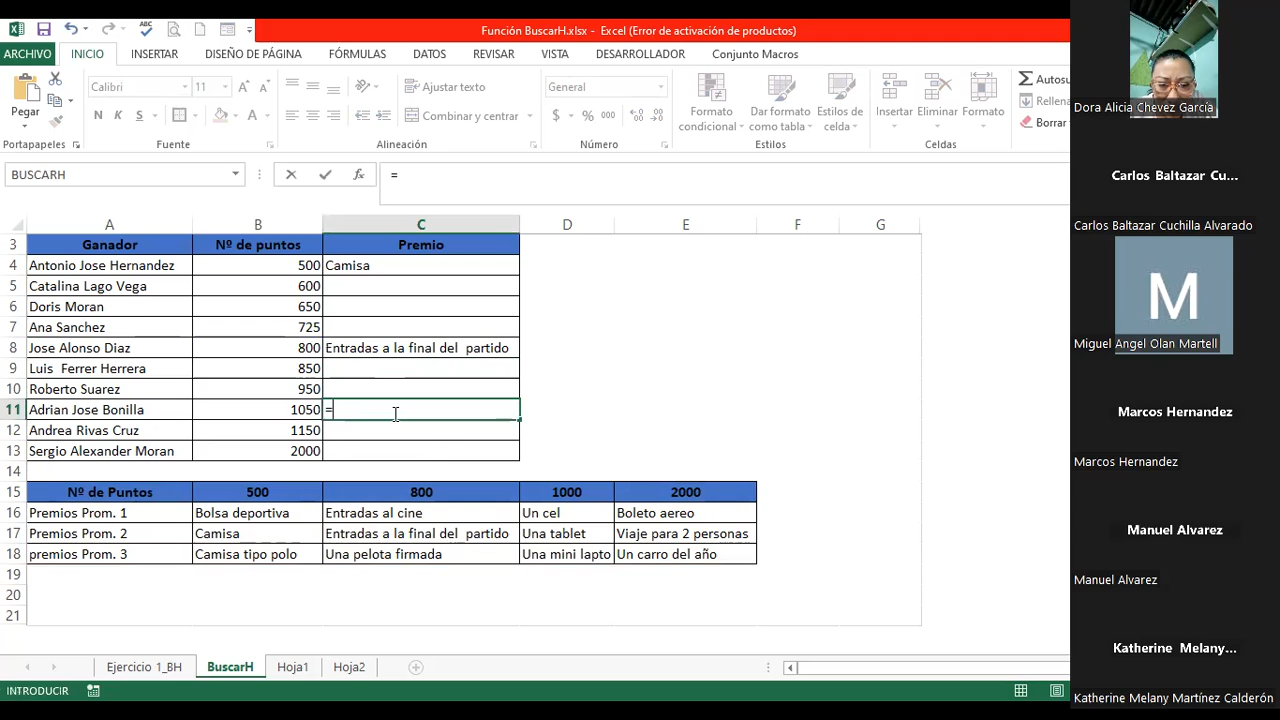 Función BuscarH.xlsx - Excel (Error de activación de productos)
ARCHIVO INICIO INSERTAR DISEÑO DE PÁGINA FÓRMULAS DATOS REVISAR VISTA DESARROLLADOR Conjunto Macros
Pegar
Calibri 11
N K S
Ajustar texto
Combinar y centrar
General
$ % 000
Formato condicional
Dar formato como tabla
Estilos de celda
Insertar Eliminar Formato
Autosu
Rellena
Borrar
Portapapeles Fuente Alineación Número Estilos Celdas
BUSCARH fx =
A B C D E F G
3 Ganador Nº de puntos Premio
4 Antonio Jose Hernandez 500 Camisa
5 Catalina Lago Vega 600
6 Doris Moran 650
7 Ana Sanchez 725
8 Jose Alonso Diaz 800 Entradas a la final del partido
9 Luis Ferrer Herrera 850
10 Roberto Suarez 950
11 Adrian Jose Bonilla 1050 =
12 Andrea Rivas Cruz 1150
13 Sergio Alexander Moran 2000
14
15 Nº de Puntos 500 800 1000 2000
16 Premios Prom. 1 Bolsa deportiva Entradas al cine Un cel Boleto aereo
17 Premios Prom. 2 Camisa Entradas a la final del partido Una tablet Viaje para 2 personas
18 premios Prom. 3 Camisa tipo polo Una pelota firmada Una mini lapto Un carro del año
19
20
21
Ejercicio 1_BH BuscarH Hoja1 Hoja2
INTRODUCIR
Dora Alicia Chevez García
Carlos Baltazar Cu...
Carlos Baltazar Cuchilla Alvarado
M
Miguel Angel Olan Martell
Marcos Hernandez
Marcos Hernandez
Manuel Alvarez
Manuel Alvarez
Katherine Melany...
Katherine Melany Martínez Calderón